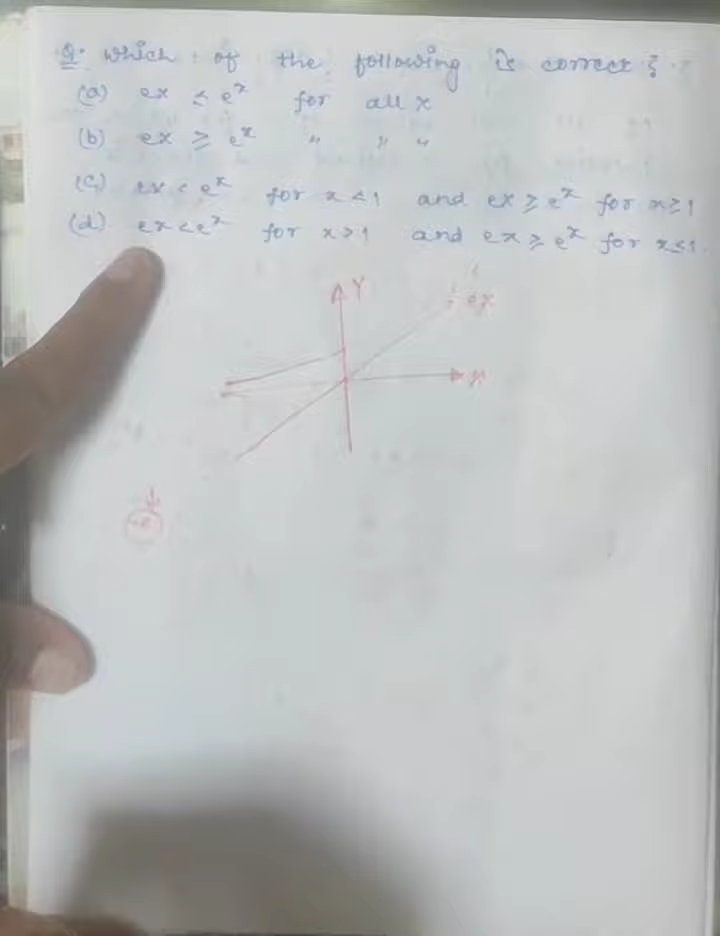 Q. Which of the following is correct ?
(a) ex ≤ e^x for all x
(b) ex ≥ e^x " " "
(c) ex < e^x for x < 1 and ex ≥ e^x for x ≥ 1
(d) ex < e^x for x > 1 and ex ≥ e^x for x ≤ 1.
Y
ex
x